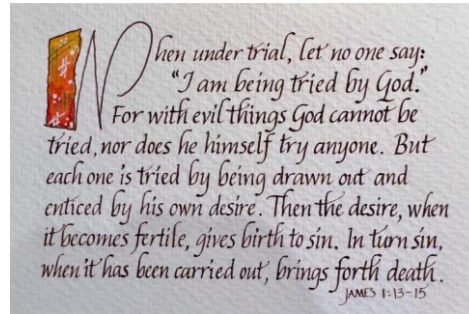 When under trial, let no one say:
"I am being tried by God."
For with evil things God cannot be
tried, nor does he himself try anyone. But
each one is tried by being drawn out and
enticed by his own desire. Then the desire, when
it becomes fertile, gives birth to sin. In turn sin,
when it has been carried out, brings forth death.
JAMES 1:13-15